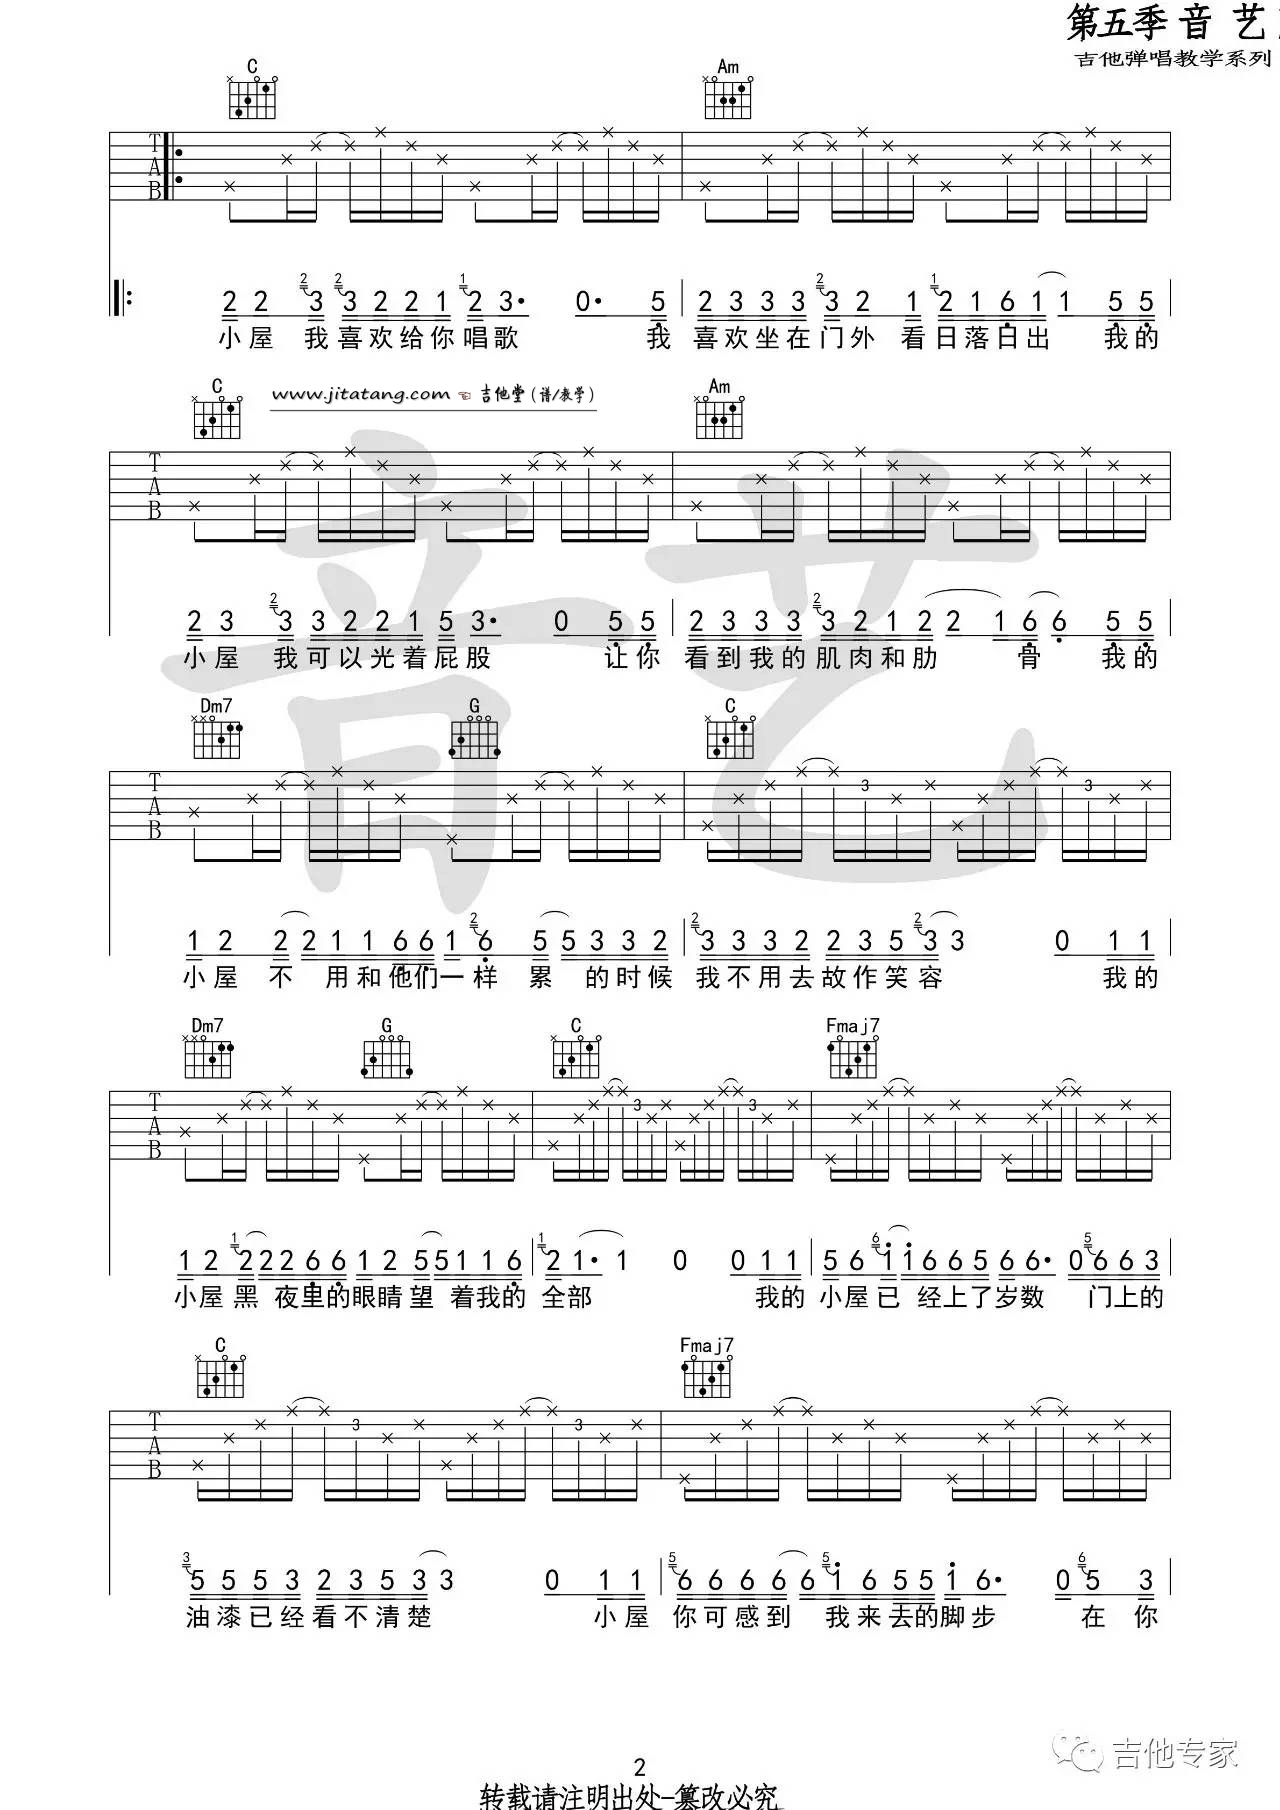 第五季音 艺
吉他弹唱教学系列
C Am
T A B
2 2 3 3 2 2 1 2 3· 0· 5 2 3 3 3 3 2 1 2 1 6 1 1 5 5
小屋 我喜欢给你唱歌 我 喜欢坐在门外 看日落日出 我的
C www.jitatang.com ☜ 吉他堂(谱/教学) Am
T A B
2 3 3 3 2 2 1 5 3· 0 5 5 2 3 3 3 3 2 1 2 2 1 6 6 5 5
小屋 我可以光着屁股 让你 看到我的肌肉和肋 骨 我的
音艺
Dm7 G C
T A B 3 3
1 2 2 2 1 1 6 6 1 6 5 5 3 3 2 3 3 3 2 2 3 5 3 3 0 1 1
小屋 不 用和他们一样 累 的时候 我不用去故作笑容 我的
Dm7 G C Fmaj7
T A B 3 3
1 2 2 2 2 6 6 1 2 5 5 1 1 6 2 1· 1 0 0 1 1 5 6 1 1 6 6 5 6 6· 0 6 6 3
小屋 黑 夜里的眼睛望 着我的 全部 我的 小屋已 经上了岁数 门上的
C Fmaj7
T A B 3 3
5 5 5 3 2 3 5 3 3 0 1 1 6 6 6 6 6 1 6 5 5 1 6· 0 5 3
油漆已经看不清楚 小屋 你可感到 我来去的脚步 在你
2
转载请注明出处-篡改必究
吉他专家